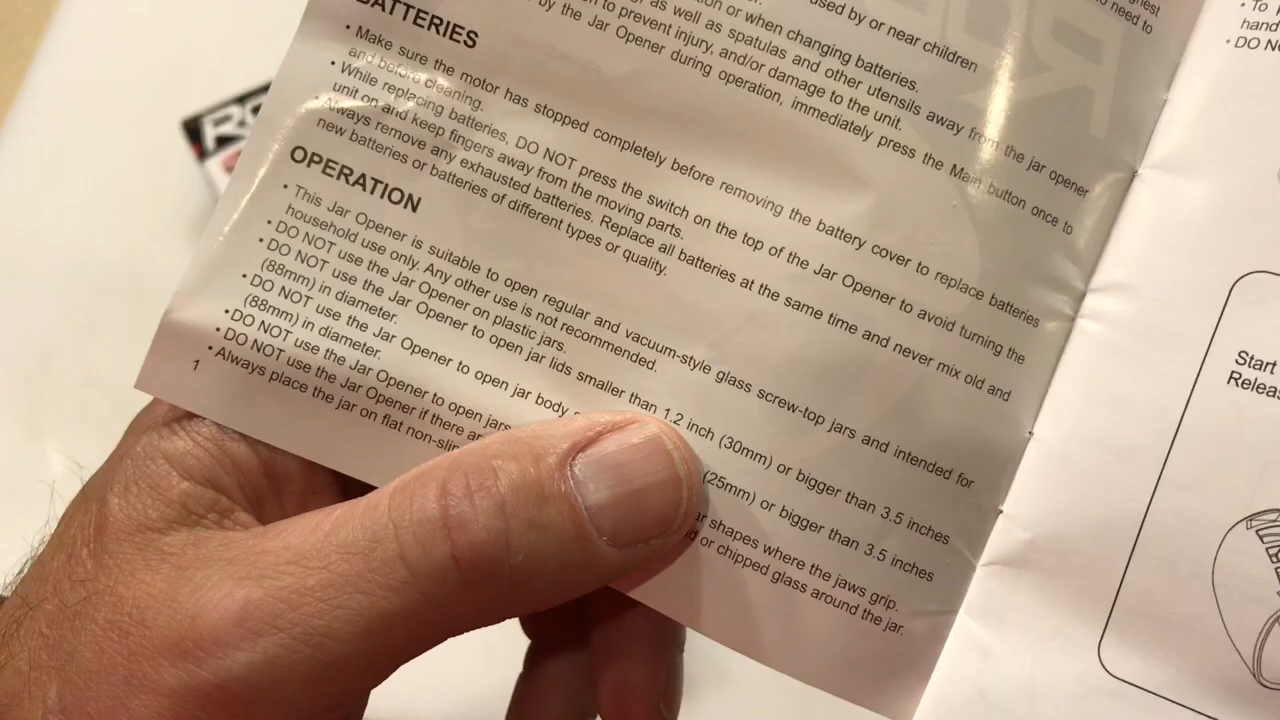 ghest
used by or near children
to need to
tion or when changing batteries.
as well as spatulas and other utensils away from the jar opener
to prevent injury, and/or damage to the unit.
by the Jar Opener during operation, immediately press the Main button once to
BATTERIES
• Make sure the motor has stopped completely before removing the battery cover to replace batteries
and before cleaning.
• While replacing batteries, DO NOT press the switch on the top of the Jar Opener to avoid turning the
unit on and keep fingers away from the moving parts.
• Always remove any exhausted batteries. Replace all batteries at the same time and never mix old and
new batteries or batteries of different types or quality.
OPERATION
• This Jar Opener is suitable to open regular and vacuum-style glass screw-top jars and intended for
household use only. Any other use is not recommended.
• DO NOT use the Jar Opener on plastic jars.
• DO NOT use the Jar Opener to open jar lids smaller than 1.2 inch (30mm) or bigger than 3.5 inches
(88mm) in diameter.
• DO NOT use the Jar Opener to open jar body (25mm) or bigger than 3.5 inches
(88mm) in diameter.
• DO NOT use the Jar Opener to open jars ar shapes where the jaws grip.
• DO NOT use the Jar Opener if there are d or chipped glass around the jar.
• Always place the jar on flat non-slip
1
• To
hand
• DO N
Start
Relea